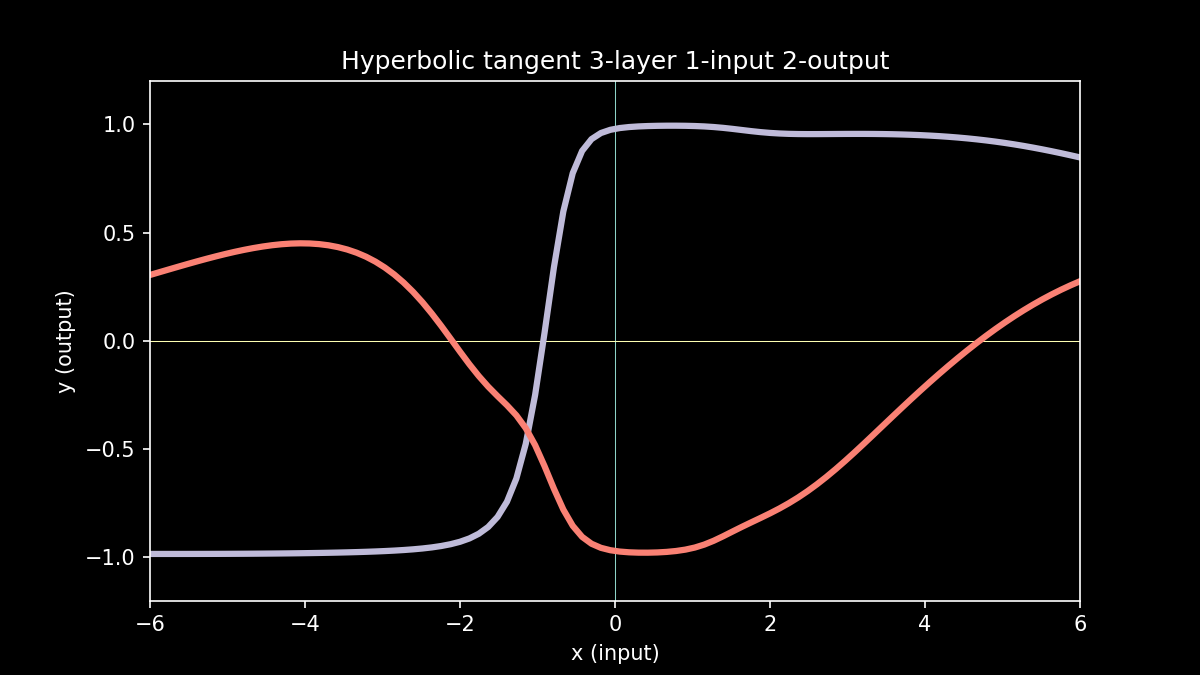 Hyperbolic tangent 3-layer 1-input 2-output
1.0
0.5
0.0
−0.5
−1.0
y (output)
−6 −4 −2 0 2 4 6
x (input)